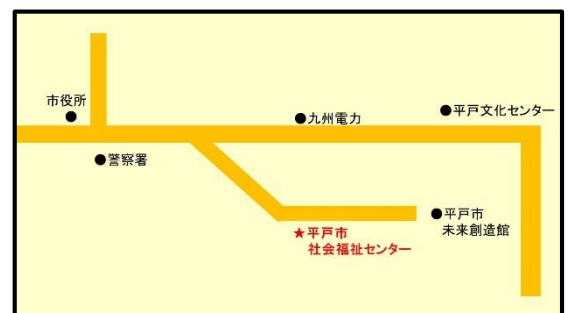 市役所
●九州電力
●平戸文化センター
●警察署
●平戸市
未来創造館
★平戸市
社会福祉センター